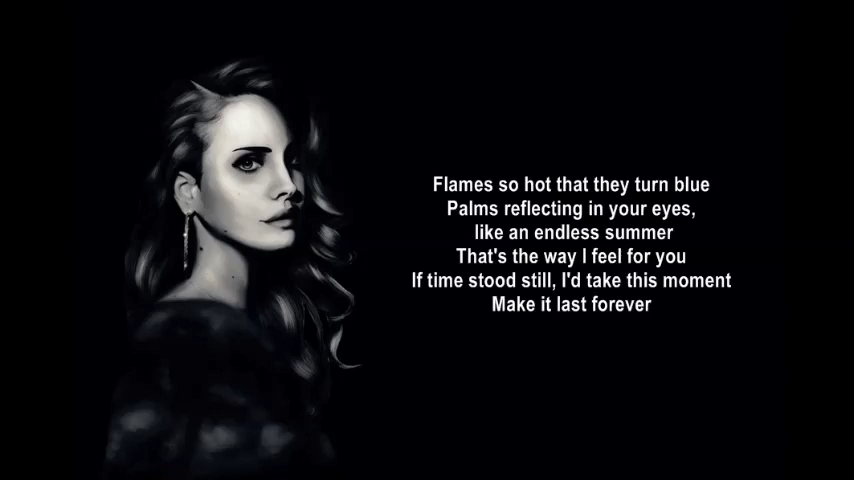 Flames so hot that they turn blue
Palms reflecting in your eyes,
like an endless summer
That's the way I feel for you
If time stood still, I'd take this moment
Make it last forever